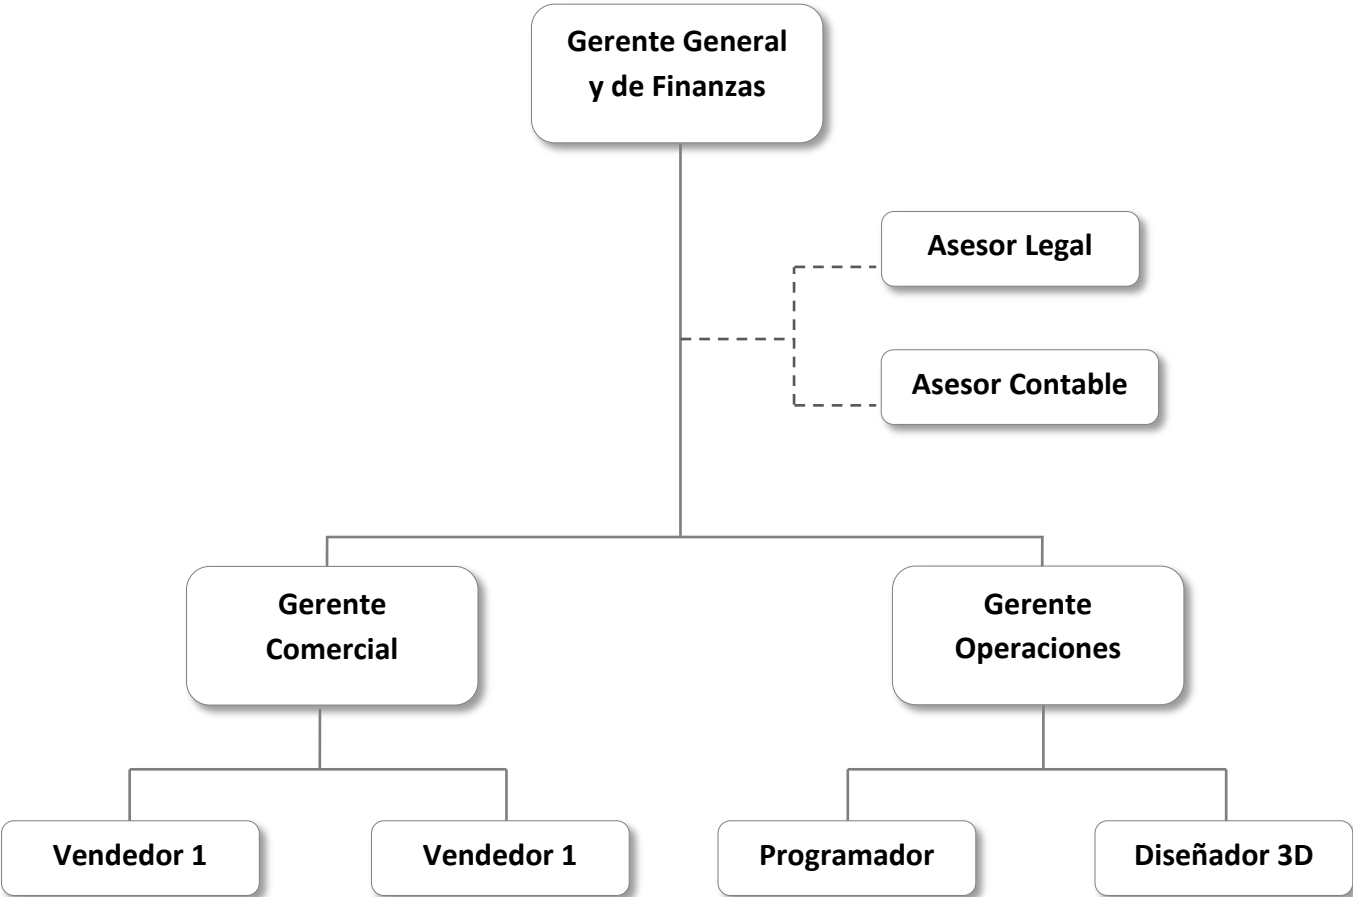 Gerente General
y de Finanzas
Asesor Legal
Asesor Contable
Gerente
Comercial
Gerente
Operaciones
Vendedor 1
Vendedor 1
Programador
Diseñador 3D